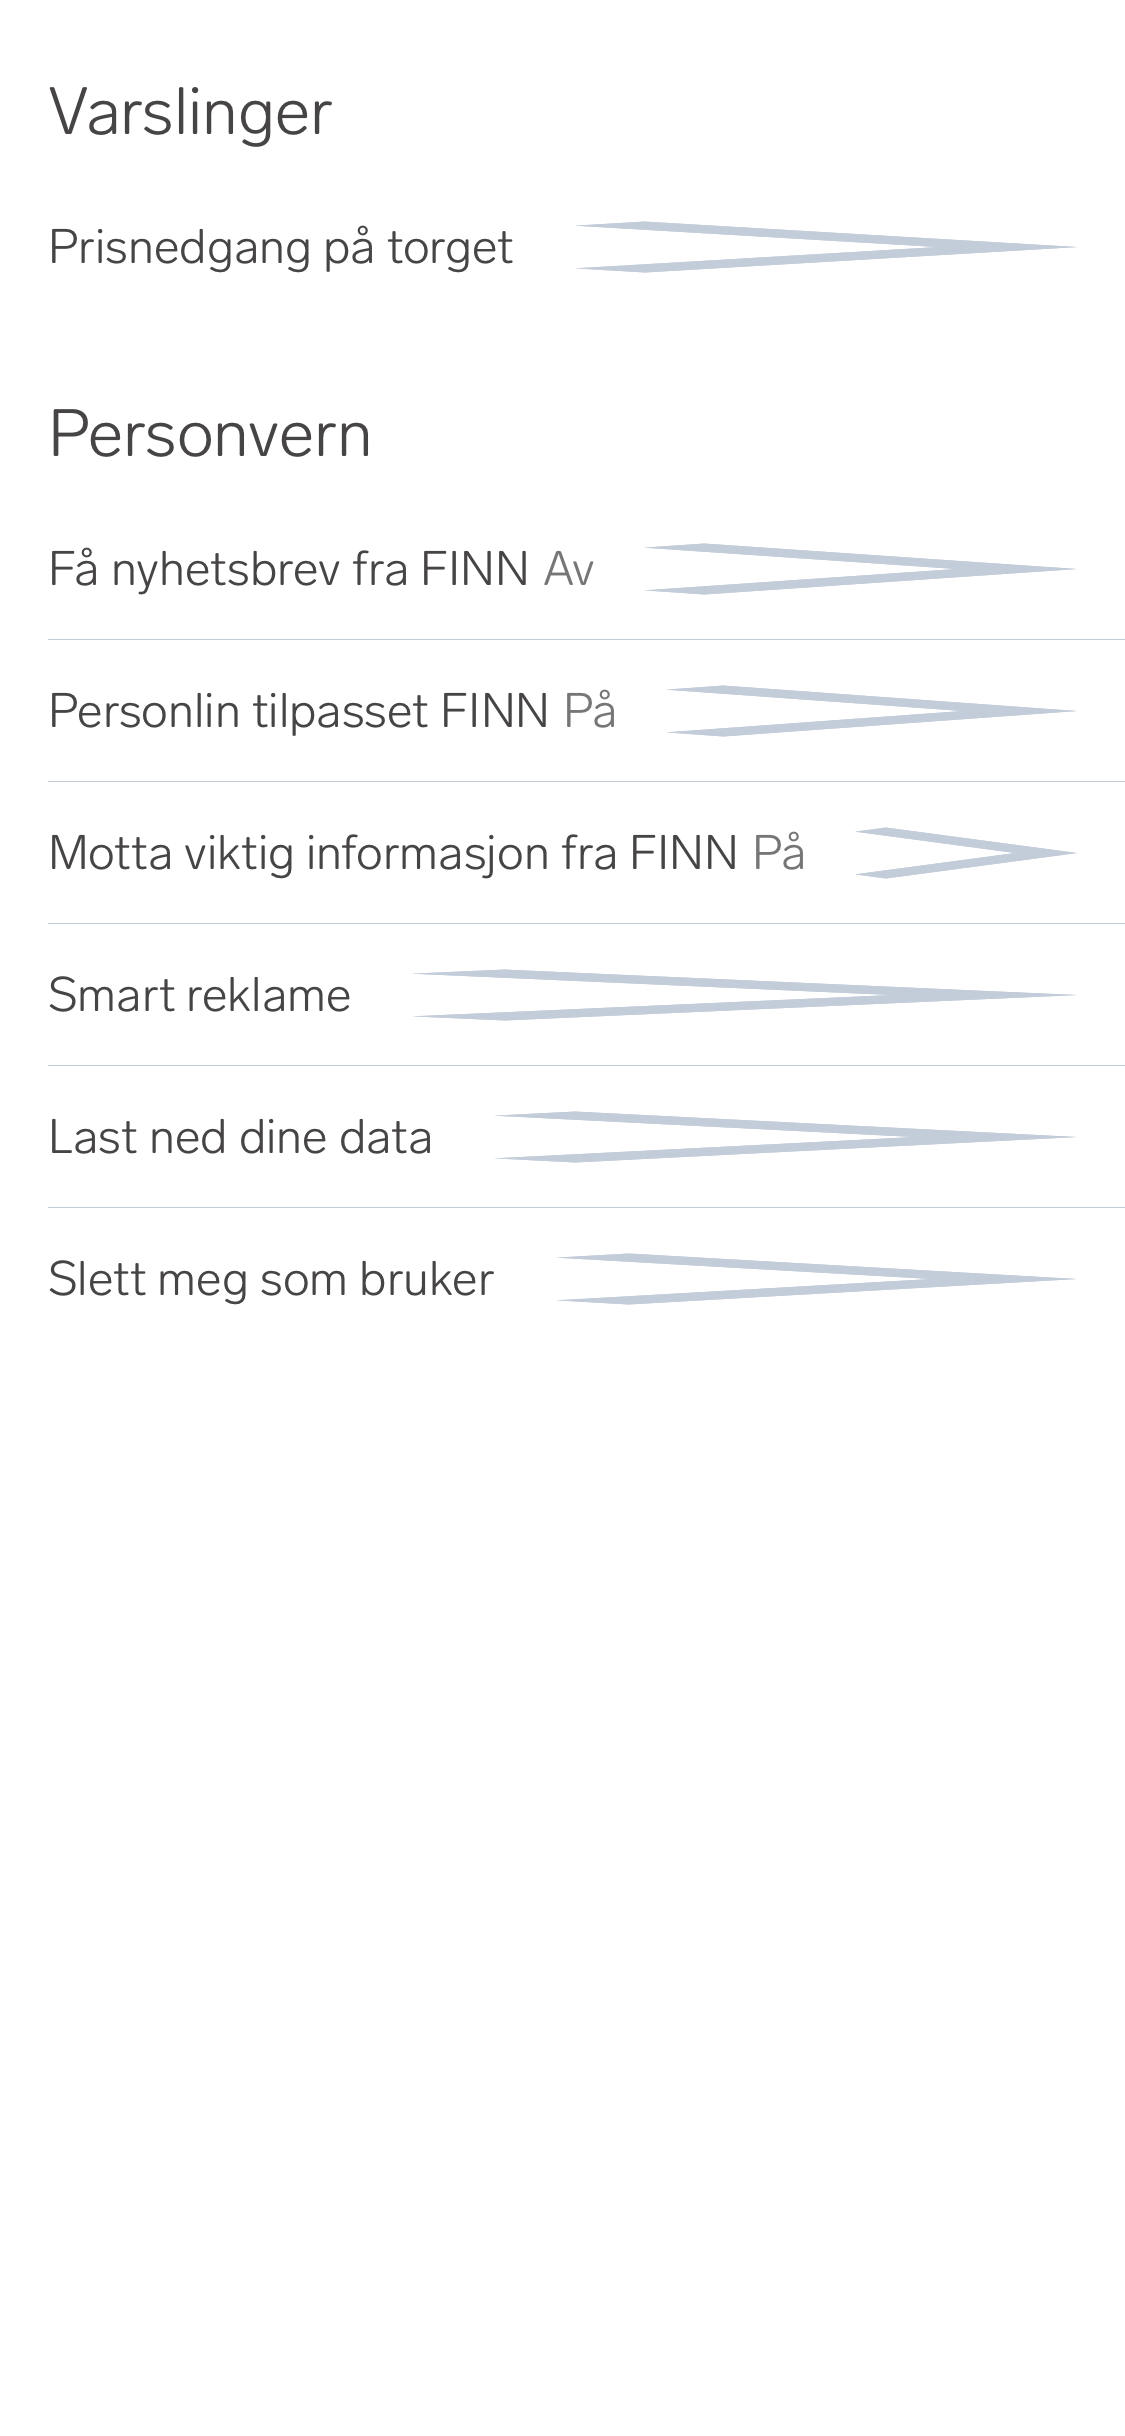 Varslinger
Prisnedgang på torget
Personvern
Få nyhetsbrev fra FINN Av
Personlin tilpasset FINN På
Motta viktig informasjon fra FINN På
Smart reklame
Last ned dine data
Slett meg som bruker